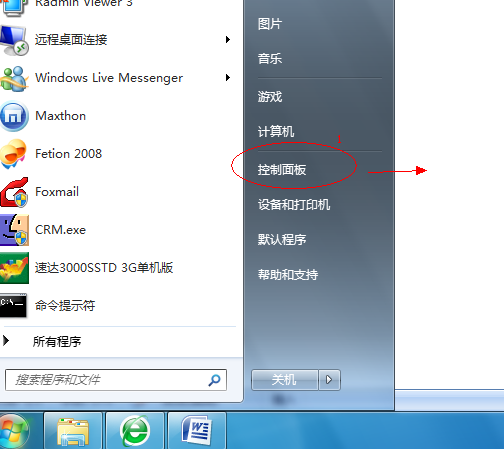 Radmin Viewer 3
远程桌面连接
Windows Live Messenger
Maxthon
Fetion 2008
Foxmail
CRM.exe
速达3000SSTD 3G单机版
命令提示符
所有程序
搜索程序和文件
图片
音乐
游戏
计算机
控制面板
设备和打印机
默认程序
帮助和支持
关机